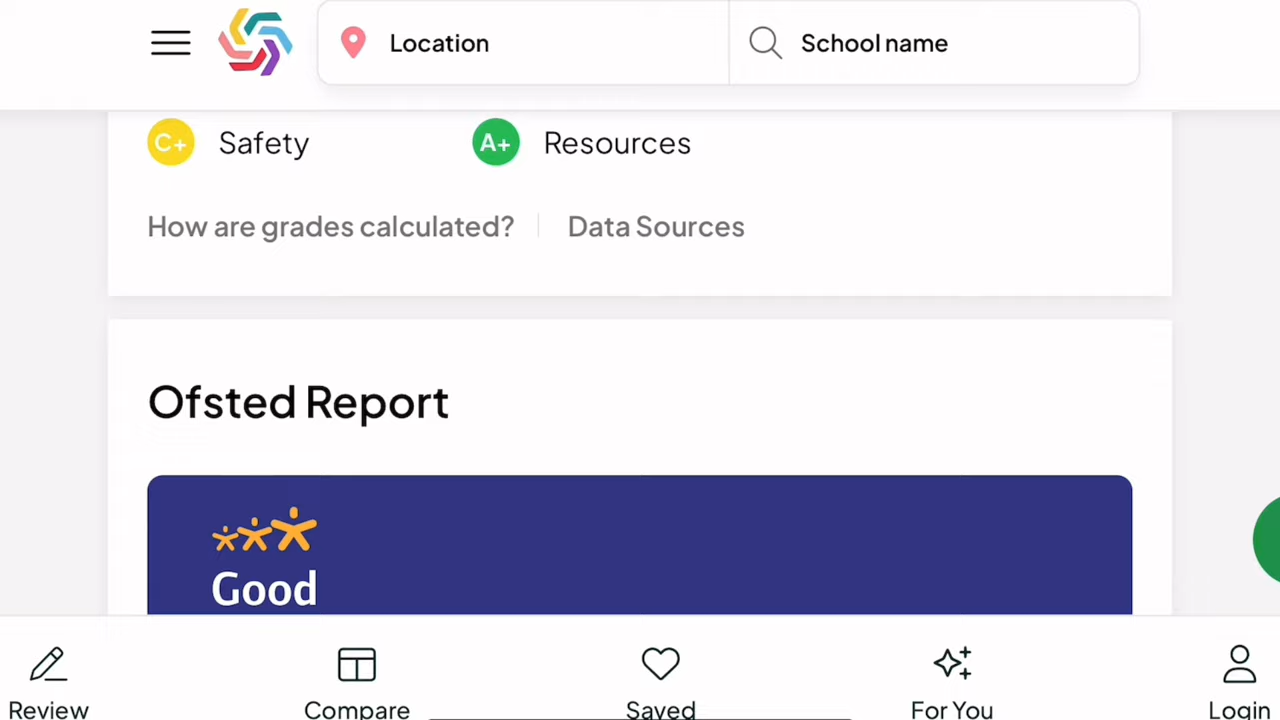 Location School name
C+ Safety A+ Resources
How are grades calculated? Data Sources
Ofsted Report
Good
Review Compare Saved For You Login